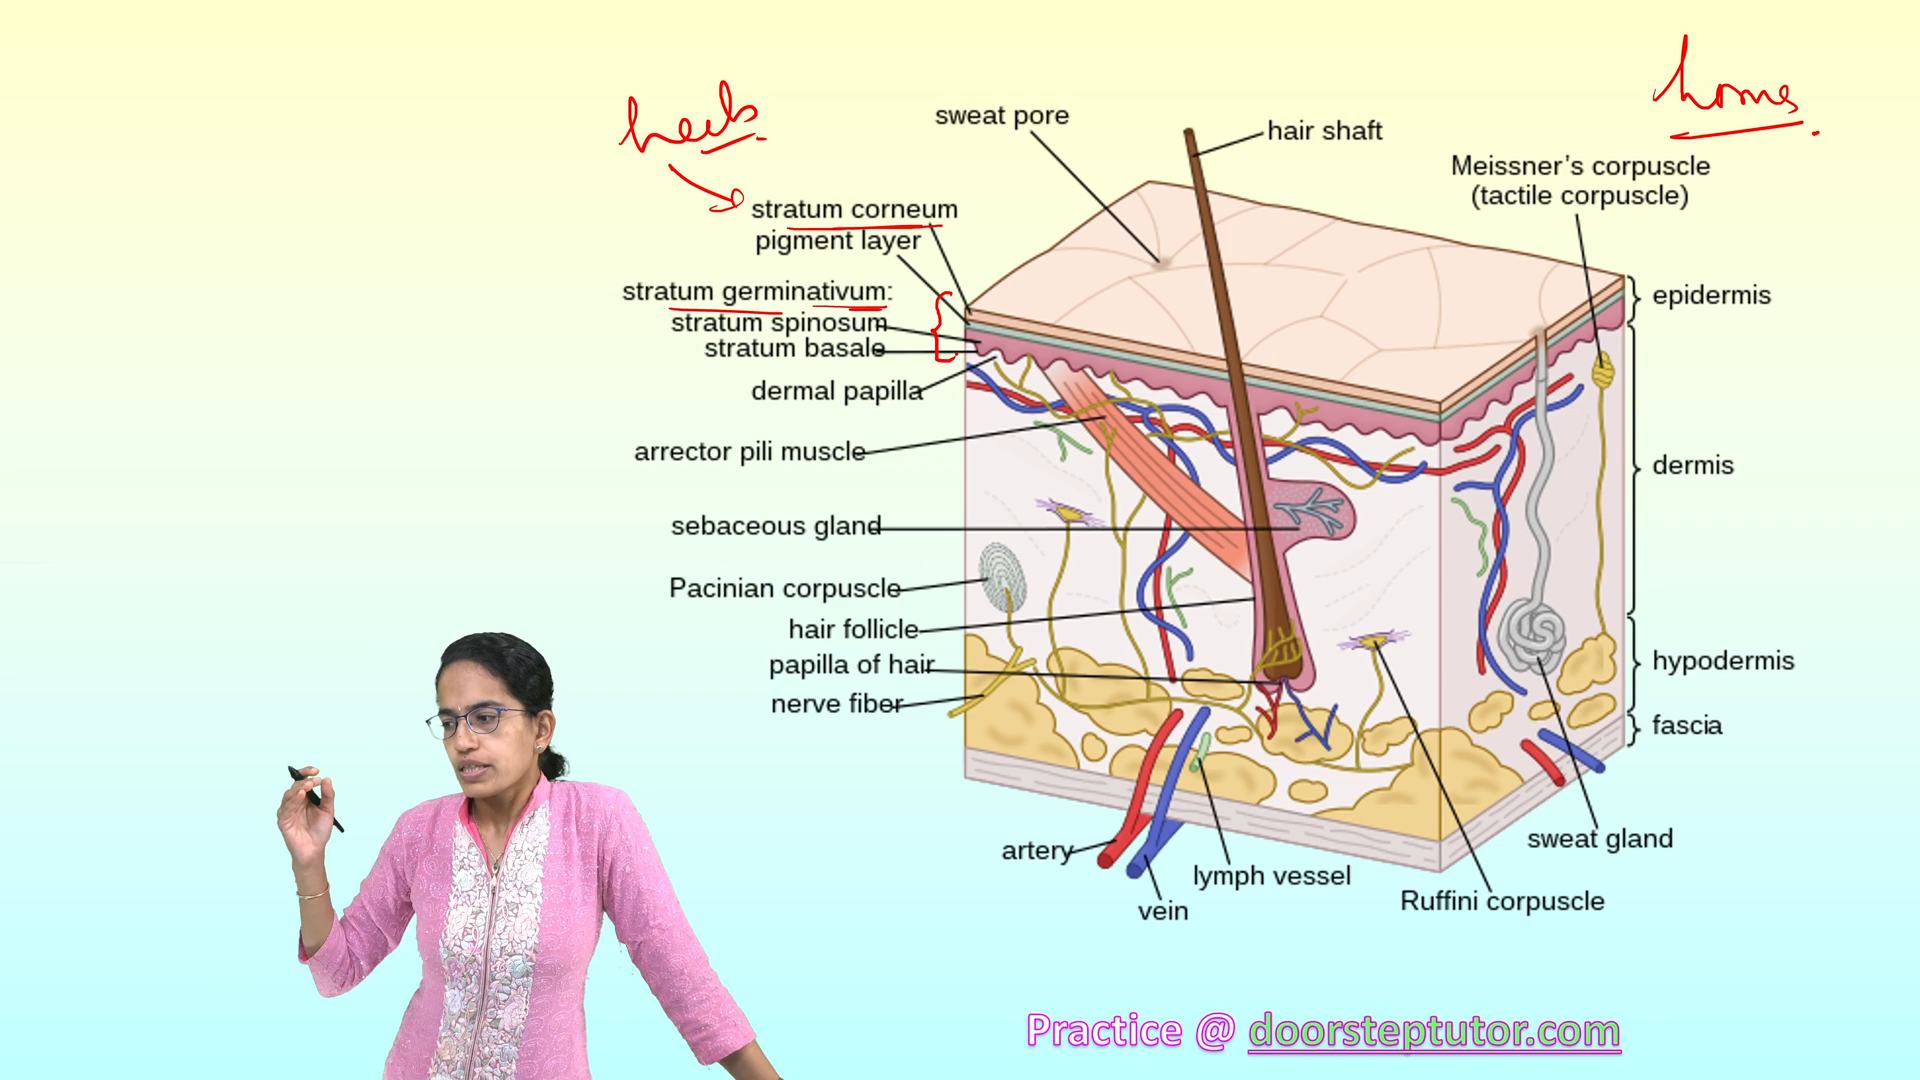 horns
heels
sweat pore
hair shaft
Meissner's corpuscle
(tactile corpuscle)
stratum corneum
pigment layer
stratum germinativum:
stratum spinosum
stratum basale
dermal papilla
arrector pili muscle
sebaceous gland
Pacinian corpuscle
hair follicle
papilla of hair
nerve fiber
epidermis
dermis
hypodermis
fascia
artery
vein
lymph vessel
sweat gland
Ruffini corpuscle
Practice @ doorsteptutor.com